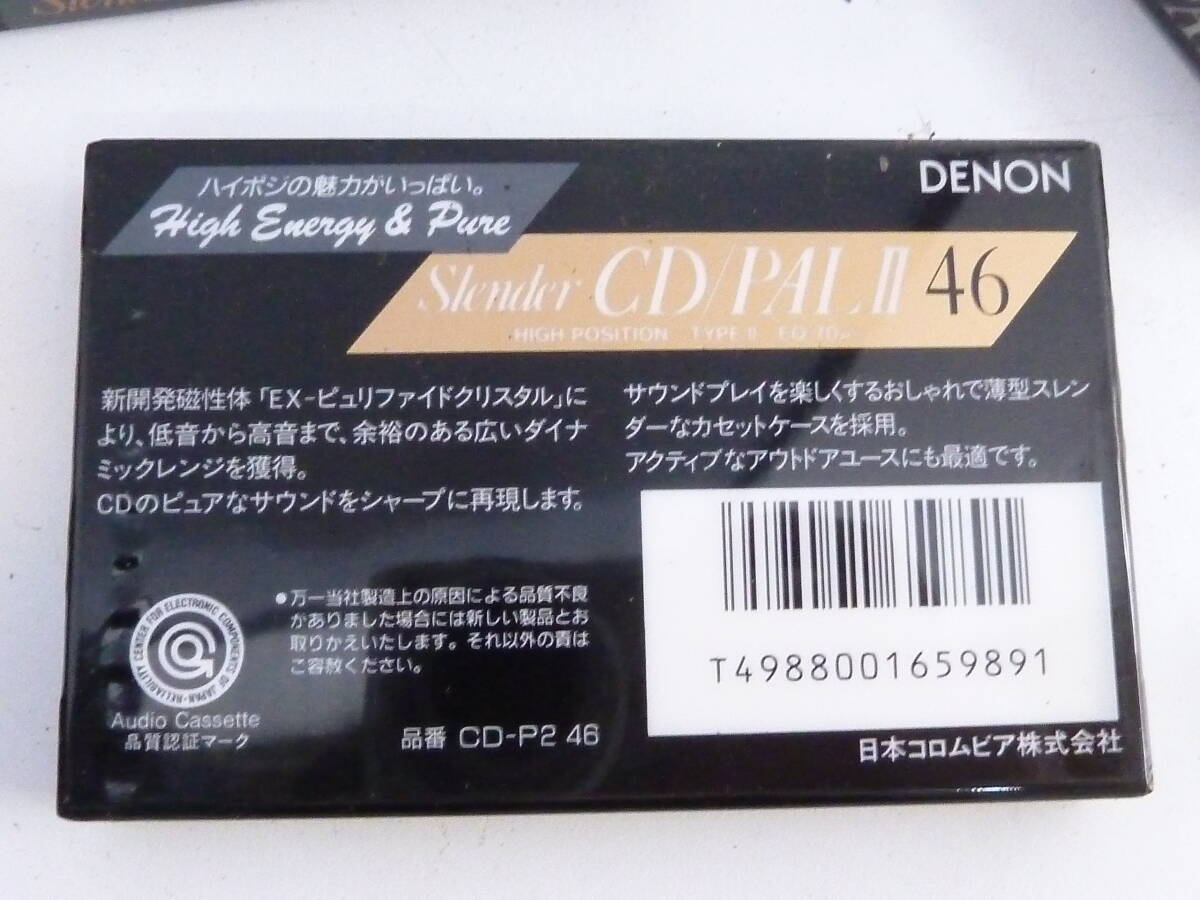 ハイポジの魅力がいっぱい。
High Energy & Pure
DENON
Slender CD/PAL II 46
HIGH POSITION TYPE II EQ 70μ
新開発磁性体「EX-ピュリファイドクリスタル」に
より、低音から高音まで、余裕のある広いダイナ
ミックレンジを獲得。
CDのピュアなサウンドをシャープに再現します。
サウンドプレイを楽しくするおしゃれで薄型スレン
ダーなカセットケースを採用。
アクティブなアウトドアユースにも最適です。
RELIABILITY CENTER FOR ELECTRONIC COMPONENTS OF JAPAN
Audio Cassette
品質認証マーク
●万一当社製造上の原因による品質不良
がありました場合には新しい製品とお
取りかえいたします。それ以外の責は
ご容赦ください。
品番 CD-P2 46
T4988001659891
日本コロムビア株式会社